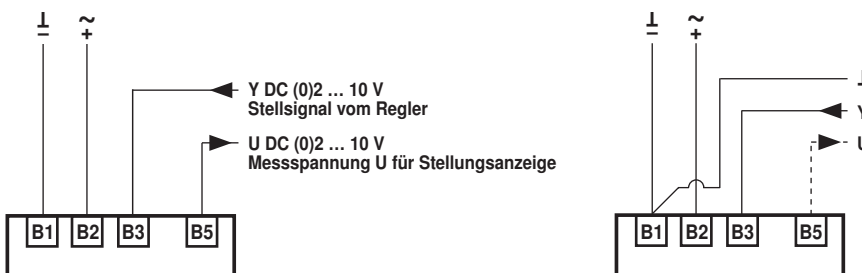 ⊥ ~
– +
Y DC (0)2 ... 10 V
Stellsignal vom Regler
U DC (0)2 ... 10 V
Messspannung U für Stellungsanzeige
B1 B2 B3 B5
⊥ ~
– +
⊥
Y
U
B1 B2 B3 B5